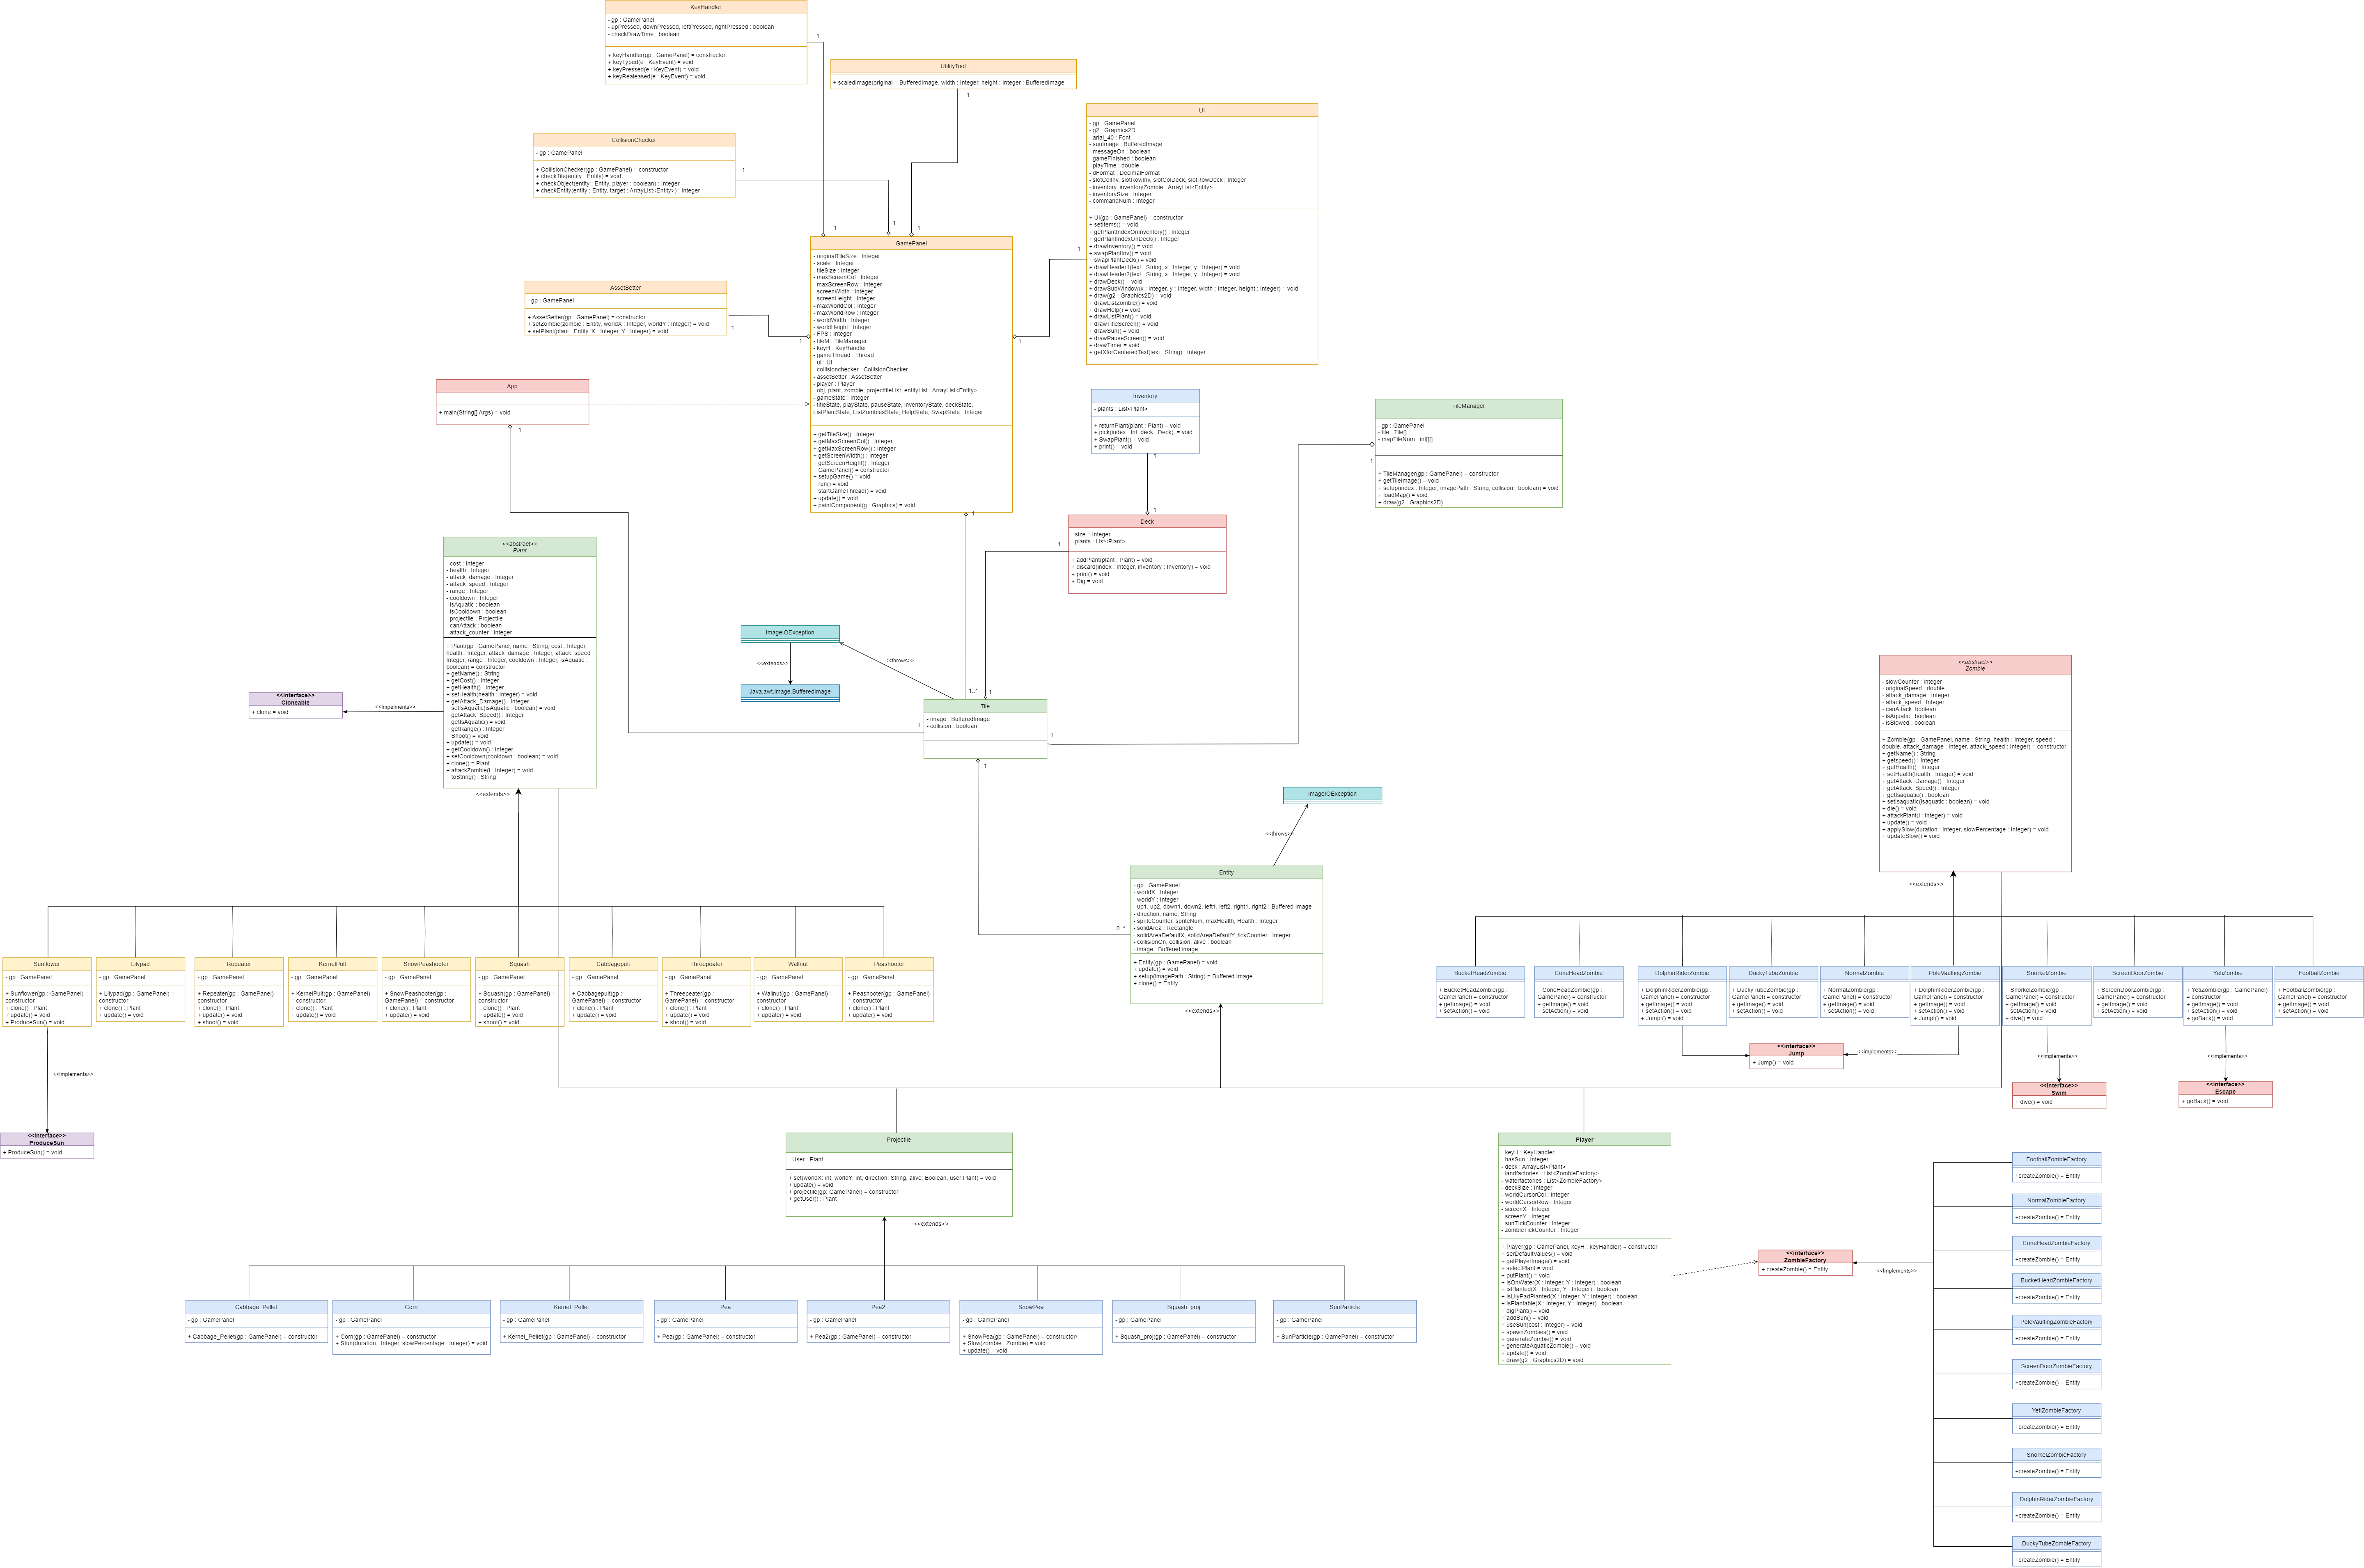 KeyHandler
- gp : GamePanel
- upPressed, downPressed, leftPressed, rightPressed : boolean
- checkDrawTime : boolean
+ keyHandler(gp : GamePanel) = constructor
+ keyTyped(e : KeyEvent) = void
+ keyPressed(e : KeyEvent) = void
+ keyRealeased(e : KeyEvent) = void
1
UtilityTool
+ scaledImage(original = BufferedImage, width : Integer, height : Integer : BufferedImage
1
CollisionChecker
- gp : GamePanel
+ CollisionChecker(gp : GamePanel) = constructor
+ checkTile(entity : Entity) = void
+ checkObject(entity : Entity, player : boolean) : Integer
+ checkEntity(entity : Entity, target : ArrayList<Entity>) : Integer
1
UI
- gp : GamePanel
- g2 : Graphics2D
- arial_40 : Font
- sunImage : BufferedImage
- messageOn : boolean
- gameFinished : boolean
- playTime : double
- dFormat : DecimalFormat
- slotColInv, slotRowInv, slotColDeck, slotRowDeck : Integer
- inventory, inventoryZombie : ArrayList<Entity>
- inventorySize : Integer
- commandNum : Integer
+ UI(gp : GamePanel) = constructor
+ setItems() = void
+ getPlantIndexOnInventory() : Integer
+ gerPlantIndexOnDeck() : Integer
+ drawInventory() = void
+ swapPlantInv() = void
+ swapPlantDeck() = void
+ drawHeader1(text : String, x : Integer, y : Integer) = void
+ drawHeader2(text : String, x : Integer, y : Integer) = void
+ drawDeck() = void
+ drawSubWindow(x : Integer, y : Integer, width : Integer, height : Integer) = void
+ draw(g2 : Graphics2D) = void
+ drawListZombie() = void
+ drawHelp() = void
+ drawListPlant() = void
+ drawTitleScreen() = void
+ drawSun() = void
+ drawPauseScreen() = void
+ drawTimer = void
+ getXforCenteredText(text : String) : Integer
1
1
1
1
1
GamePanel
- originalTileSize : Integer
- scale : Integer
- tileSize : Integer
- maxScreenCol : Integer
- maxScreenRow : Integer
- screenWidth : Integer
- screenHeight : Integer
- maxWorldCol : Integer
- maxWorldRow : Integer
- worldWidth : Integer
- worldHeight : Integer
- FPS : Integer
- tileM : TileManager
- keyH : KeyHandler
- gameThread : Thread
- ui : UI
- collisionchecker : CollisionChecker
- assetSetter : AssetSetter
- player : Player
- obj, plant, zombie, projecttileList, entityList : ArrayList<Entity>
- gameState : Integer
- titleState, playState, pauseState, inventoryState, deckState,
ListPlantState, ListZombiesState, HelpState, SwapState : Integer
+ getTileSize() : Integer
+ getMaxScreenCol() : Integer
+ getMaxScreenRow() : Integer
+ getScreenWidth() : Integer
+ getScreenHeight() : Integer
+ GamePanel() = constructor
+ setupGame() = void
+ run() = void
+ startGameThread() = void
+ update() = void
+ paintComponent(g : Graphics) = void
1
AssetSetter
- gp : GamePanel
+ AssetSetter(gp : GamePanel) = constructor
+ setZombie(zombie : Entity, worldX : Integer, worldY : Integer) = void
+ setPlant(plant : Entity, X : Integer, Y : Integer) = void
1
1
App
+ main(String[] Args) = void
1
Inventory
- plants : List<Plant>
+ returnPlant(plant : Plant) = void
+ pick(index : int, deck : Deck) = void
+ SwapPlant() = void
+ print() = void
1
1
Deck
- size :: Integer
- plants : List<Plant>
+ addPlant(plant : Plant) = void
+ discard(index : Integer, inventory : Inventory) = void
+ print() = void
+ Dig = void
1
TileManager
- gp : GamePanel
- tile : Tile[]
- mapTileNum : int[][]
+ TileManager(gp : GamePanel) = constructor
+ getTileImage() = void
+ setup(index : Integer, imagePath : String, collision : boolean) = void
+ loadMap() = void
+ draw(g2 : Graphics2D)
1
<<abstract>>
Plant
- cost : Integer
- health : Integer
- attack_damage : Integer
- attack_speed : Integer
- range : Integer
- cooldown : Integer
- isAquatic : boolean
- isCooldown : boolean
- projectile : Projectile
- canAttack : boolean
- attack_counter : Integer
+ Plant(gp : GamePanel, name : String, cost : Integer,
health : Integer, attack_damage : Integer, attack_speed :
Integer, range : Integer, cooldown : Integer, isAquatic :
boolean) = constructor
+ getName() : String
+ getCost() : Integer
+ getHealth() : Integer
+ setHealth(health : Integer) = void
+ getAttack_Damage() : Integer
+ setIsAquatic(isAquatic : boolean) = void
+ getAttack_Speed() : Integer
+ getIsAquatic() = void
+ getRange() : Integer
+ Shoot() = void
+ update() = void
+ getCooldown() : Integer
+ setCooldown(cooldown : boolean) = void
+ clone() = Plant
+ attackZombie() : Integer) = void
+ toString() : String
<<interface>>
Cloneable
+ clone = void
<<Impelments>>
<<extends>>
ImageIOException
<<extends>>
<<throws>>
Java.awt.image.BufferedImage
1..*
1
Tile
- image : BufferedImage
- collision : boolean
1
1
1
ImageIOException
<<throws>>
0..*
Entity
- gp : GamePanel
- worldX : Integer
- worldY : Integer
- up1. up2, down1, down2, left1, left2, right1, right2 : Buffered Image
- direction, name: String
- spriteCounter, spriteNum, maxHealth, Health : Integer
- solidArea : Rectangle
- solidAreaDefaultX, solidAreaDefaultY, tickCounter : Integer
- collisionOn, collision, alive : boolean
- image : Buffered image
+ Entity(gp : GamePanel) = void
+ update() = void
+ setup(imagePath : String) = Buffered Image
+ clone() = Entity
<<extends>>
<<abstract>>
Zombie
- slowCounter : Integer
- originalSpeed : double
- attack_damage : Integer
- attack_speed : Integer
- canAttack: boolean
- isAquatic : boolean
- isSlowed : boolean
+ Zombie(gp : GamePanel, name : String, health : Integer, speed :
double, attack_damage : Integer, attack_speed : Integer) = constructor
+ getName() : String
+ getspeed() : Integer
+ getHealth() : Integer
+ setHealth(health : Integer) = void
+ getAttack_Damage() : Integer
+ getAttack_Speed() : Integer
+ getIsaquatic() : boolean
+ setIsaquatic(isaquatic : boolean) = void
+ die() = void
+ attackPlant(i : Integer) = void
+ update() = void
+ applySlow(duration : Integer, slowPercentage : Integer) = void
+ updateSlow() = void
<<extends>>
Sunflower
- gp : GamePanel
+ Sunflower(gp : GamePanel) =
constructor
+ clone() : Plant
+ update() = void
+ ProduceSun() = void
Lilypad
- gp : GamePanel
+ Lilypad(gp : GamePanel) =
constructor
+ clone() : Plant
+ update() = void
Repeater
- gp : GamePanel
+ Repeater(gp : GamePanel) =
constructor
+ clone() : Plant
+ update() = void
+ shoot() = void
KernelPult
- gp : GamePanel
+ KernelPult(gp : GamePanel)
= constructor
+ clone() : Plant
+ update() = void
SnowPeashooter
- gp : GamePanel
+ SnowPeashooter(gp :
GamePanel) = constructor
+ clone() : Plant
+ update() = void
Squash
- gp : GamePanel
+ Squash(gp : GamePanel) =
constructor
+ clone() : Plant
+ update() = void
+ shoot() = void
Cabbagepult
- gp : GamePanel
+ Cabbagepult(gp :
GamePanel) = constructor
+ clone() : Plant
+ update() = void
Threepeater
- gp : GamePanel
+ Threepeater(gp :
GamePanel) = constructor
+ clone() : Plant
+ update() = void
+ shoot() = void
Wallnut
- gp : GamePanel
+ Wallnut(gp : GamePanel) =
constructor
+ clone() : Plant
+ update() = void
Peashooter
- gp : GamePanel
+ Peashooter(gp : GamePanel)
= constructor
+ clone() : Plant
+ update() = void
BucketHeadZombie
+ BucketHeadZombie(gp :
GamePanel) = constructor
+ getImage() = void
+ setAction() = void
ConeHeadZombie
+ ConeHeadZombie(gp :
GamePanel) = constructor
+ getImage() = void
+ setAction() = void
DolphinRiderZombie
+ DolphinRiderZombie(gp :
GamePanel) = constructor
+ getImage() = void
+ setAction() = void
+ Jumpt() = void
DuckyTubeZombie
+ DuckyTubeZombie(gp :
GamePanel) = constructor
+ getImage() = void
+ setAction() = void
NormalZombie
+ NormalZombie(gp :
GamePanel) = constructor
+ getImage() = void
+ setAction() = void
PoleVaultingZombie
+ DolphinRiderZombie(gp :
GamePanel) = constructor
+ getImage() = void
+ setAction() = void
+ Jumpt() = void
SnorkelZombie
+ SnorkelZombie(gp :
GamePanel) = constructor
+ getImage() = void
+ setAction() = void
+ dive() = void
ScreenDoorZombie
+ ScreenDoorZombie(gp :
GamePanel) = constructor
+ getImage() = void
+ setAction() = void
YetiZombie
+ YetiZombie(gp : GamePanel)
= constructor
+ getImage() = void
+ setAction() = void
+ goBack() = void
FootballZombie
+ FootballZombie(gp :
GamePanel) = constructor
+ getImage() = void
+ setAction() = void
<<interface>>
Jump
+ Jump() = void
<<implements>>
<<implements>>
<<interface>>
Swim
+ dive() = void
<<implements>>
<<interface>>
Escape
+ goBack() = void
<<Implements>>
<<interface>>
ProduceSun
+ ProduceSun() = void
Projectile
- User : Plant
+ set(worldX: int, worldY: int, direction: String, alive: Boolean, user:Plant) = void
+ update() = void
+ projectile(gp: GamePanel) = constructor
+ getUser() : Plant
<<extends>>
Cabbage_Pellet
- gp : GamePanel
+ Cabbage_Pellet(gp : GamePanel) = constructor
Corn
- gp : GamePanel
+ Corn(gp : GamePanel) = constructor
+ Stun(duration : Integer, slowPercentage : Integer) = void
Kernel_Pellet
- gp : GamePanel
+ Kernel_Pellet(gp : GamePanel) = constructor
Pea
- gp : GamePanel
+ Pea(gp : GamePanel) = constructor
Pea2
- gp : GamePanel
+ Pea2(gp : GamePanel) = constructor
SnowPea
- gp : GamePanel
+ SnowPea(gp : GamePanel) = constructor\
+ Slow(zombie : Zombie) = void
+ update() = void
Squash_proj
- gp : GamePanel
+ Squash_proj(gp : GamePanel) = constructor
SunParticle
- gp : GamePanel
+ SunParticle(gp : GamePanel) = constructor
Player
- keyH : KeyHandler
- hasSun : Integer
- deck : ArrayList<Plant>
- landfactories : List<ZombieFactory>
- waterfactories : List<ZombieFactory>
- deckSize : Integer
- worldCursorCol : Integer
- worldCursorRow : Integer
- screenX : Integer
- screenY : Integer
- sunTickCounter : Integer
- zombieTickCounter : Integer
+ Player(gp : GamePanel, keyH : keyHandler) = constructor
+ serDefaultValues() = void
+ getPlayerImage() = void
+ selectPlant = void
+ putPlant() = void
+ isOnWater(X : Integer, Y : Integer) : boolean
+ isPlanted(X : Integer, Y : Integer) : boolean
+ isLilyPadPlanted(X : Integer, Y : Integer) : boolean
+ isPlantable(X : Integer, Y : Integer) : boolean
+ digPlant() = void
+ addSun() = void
+ useSun(cost : Integer) = void
+ spawnZombies() = void
+ generateZombie() = void
+ generateAquaticZombie() = void
+ update() = void
+ draw(g2 : Graphics2D) = void
<<interface>>
ZombieFactory
+ createZombie() = Entity
<<Implements>>
FootballZombieFactory
+createZombie() = Entity
NormalZombieFactory
+createZombie() = Entity
ConeHeadZombieFactory
+createZombie() = Entity
BucketHeadZombieFactory
+createZombie() = Entity
PoleVaultingZombieFactory
+createZombie() = Entity
ScreenDoorZombieFactory
+createZombie() = Entity
YetiZombieFactory
+createZombie() = Entity
SnorkelZombieFactory
+createZombie() = Entity
DolphinRiderZombieFactory
+createZombie() = Entity
DuckyTubeZombieFactory
+createZombie() = Entity